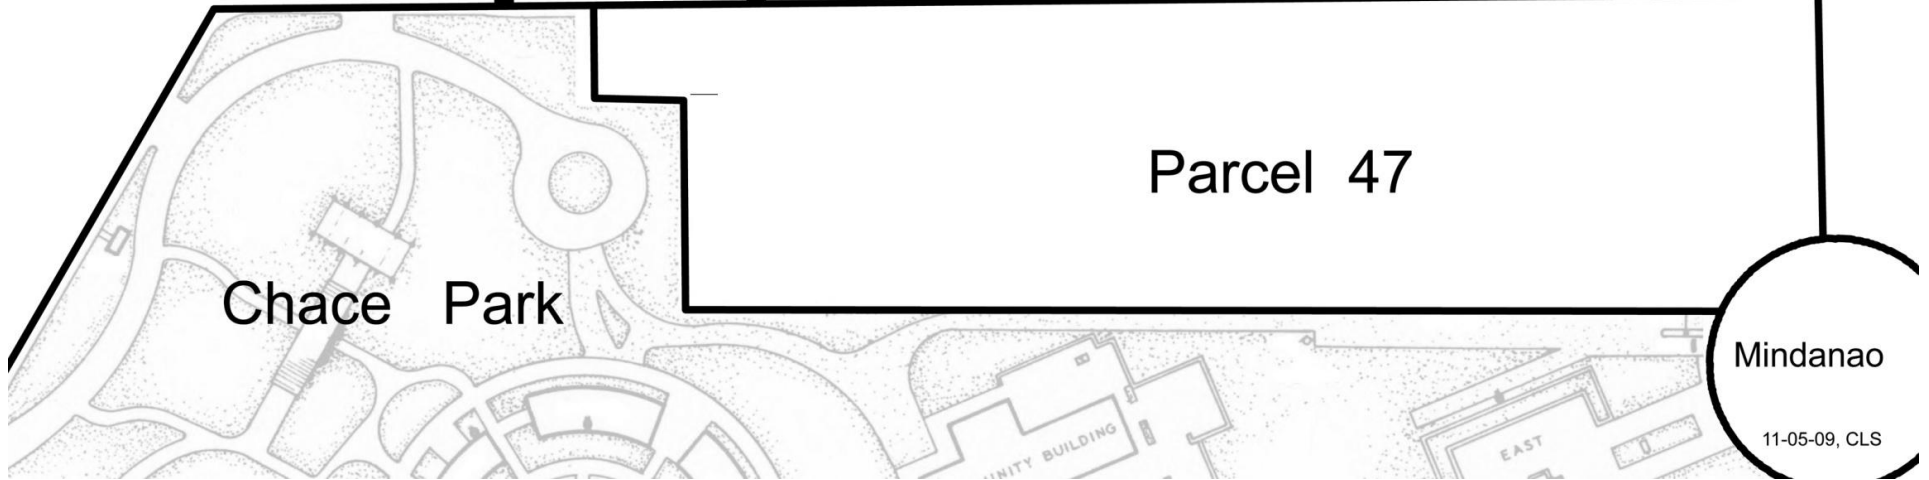 Parcel 47
Chace Park
Mindanao
UNITY BUILDING
EAST
11-05-09, CLS